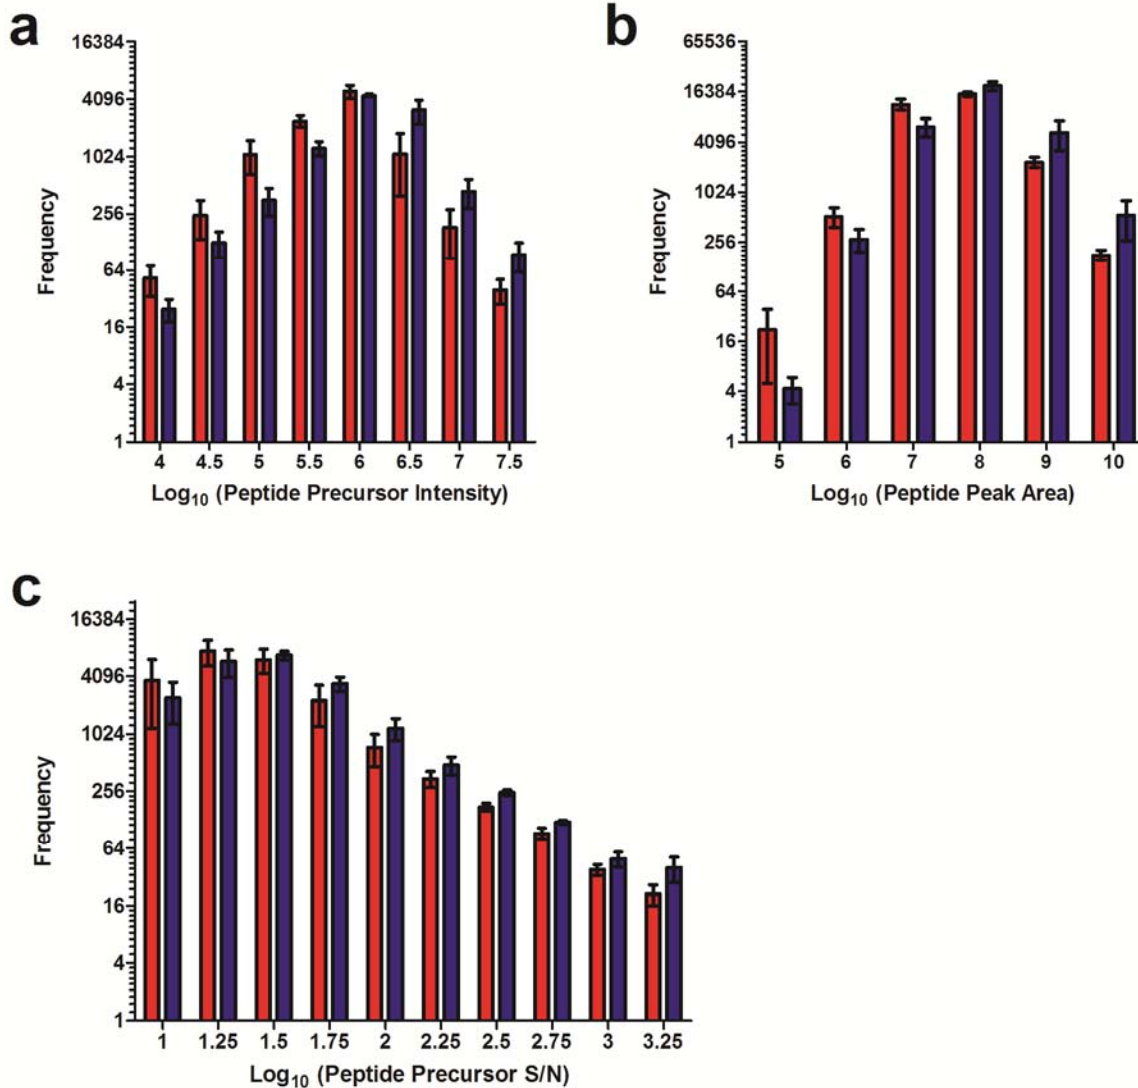 a
16384
4096
1024
256
64
16
4
1
Frequency
4 4.5 5 5.5 6 6.5 7 7.5
Log10 (Peptide Precursor Intensity)
b
65536
16384
4096
1024
256
64
16
4
1
Frequency
5 6 7 8 9 10
Log10 (Peptide Peak Area)
c
16384
4096
1024
256
64
16
4
1
Frequency
1 1.25 1.5 1.75 2 2.25 2.5 2.75 3 3.25
Log10 (Peptide Precursor S/N)